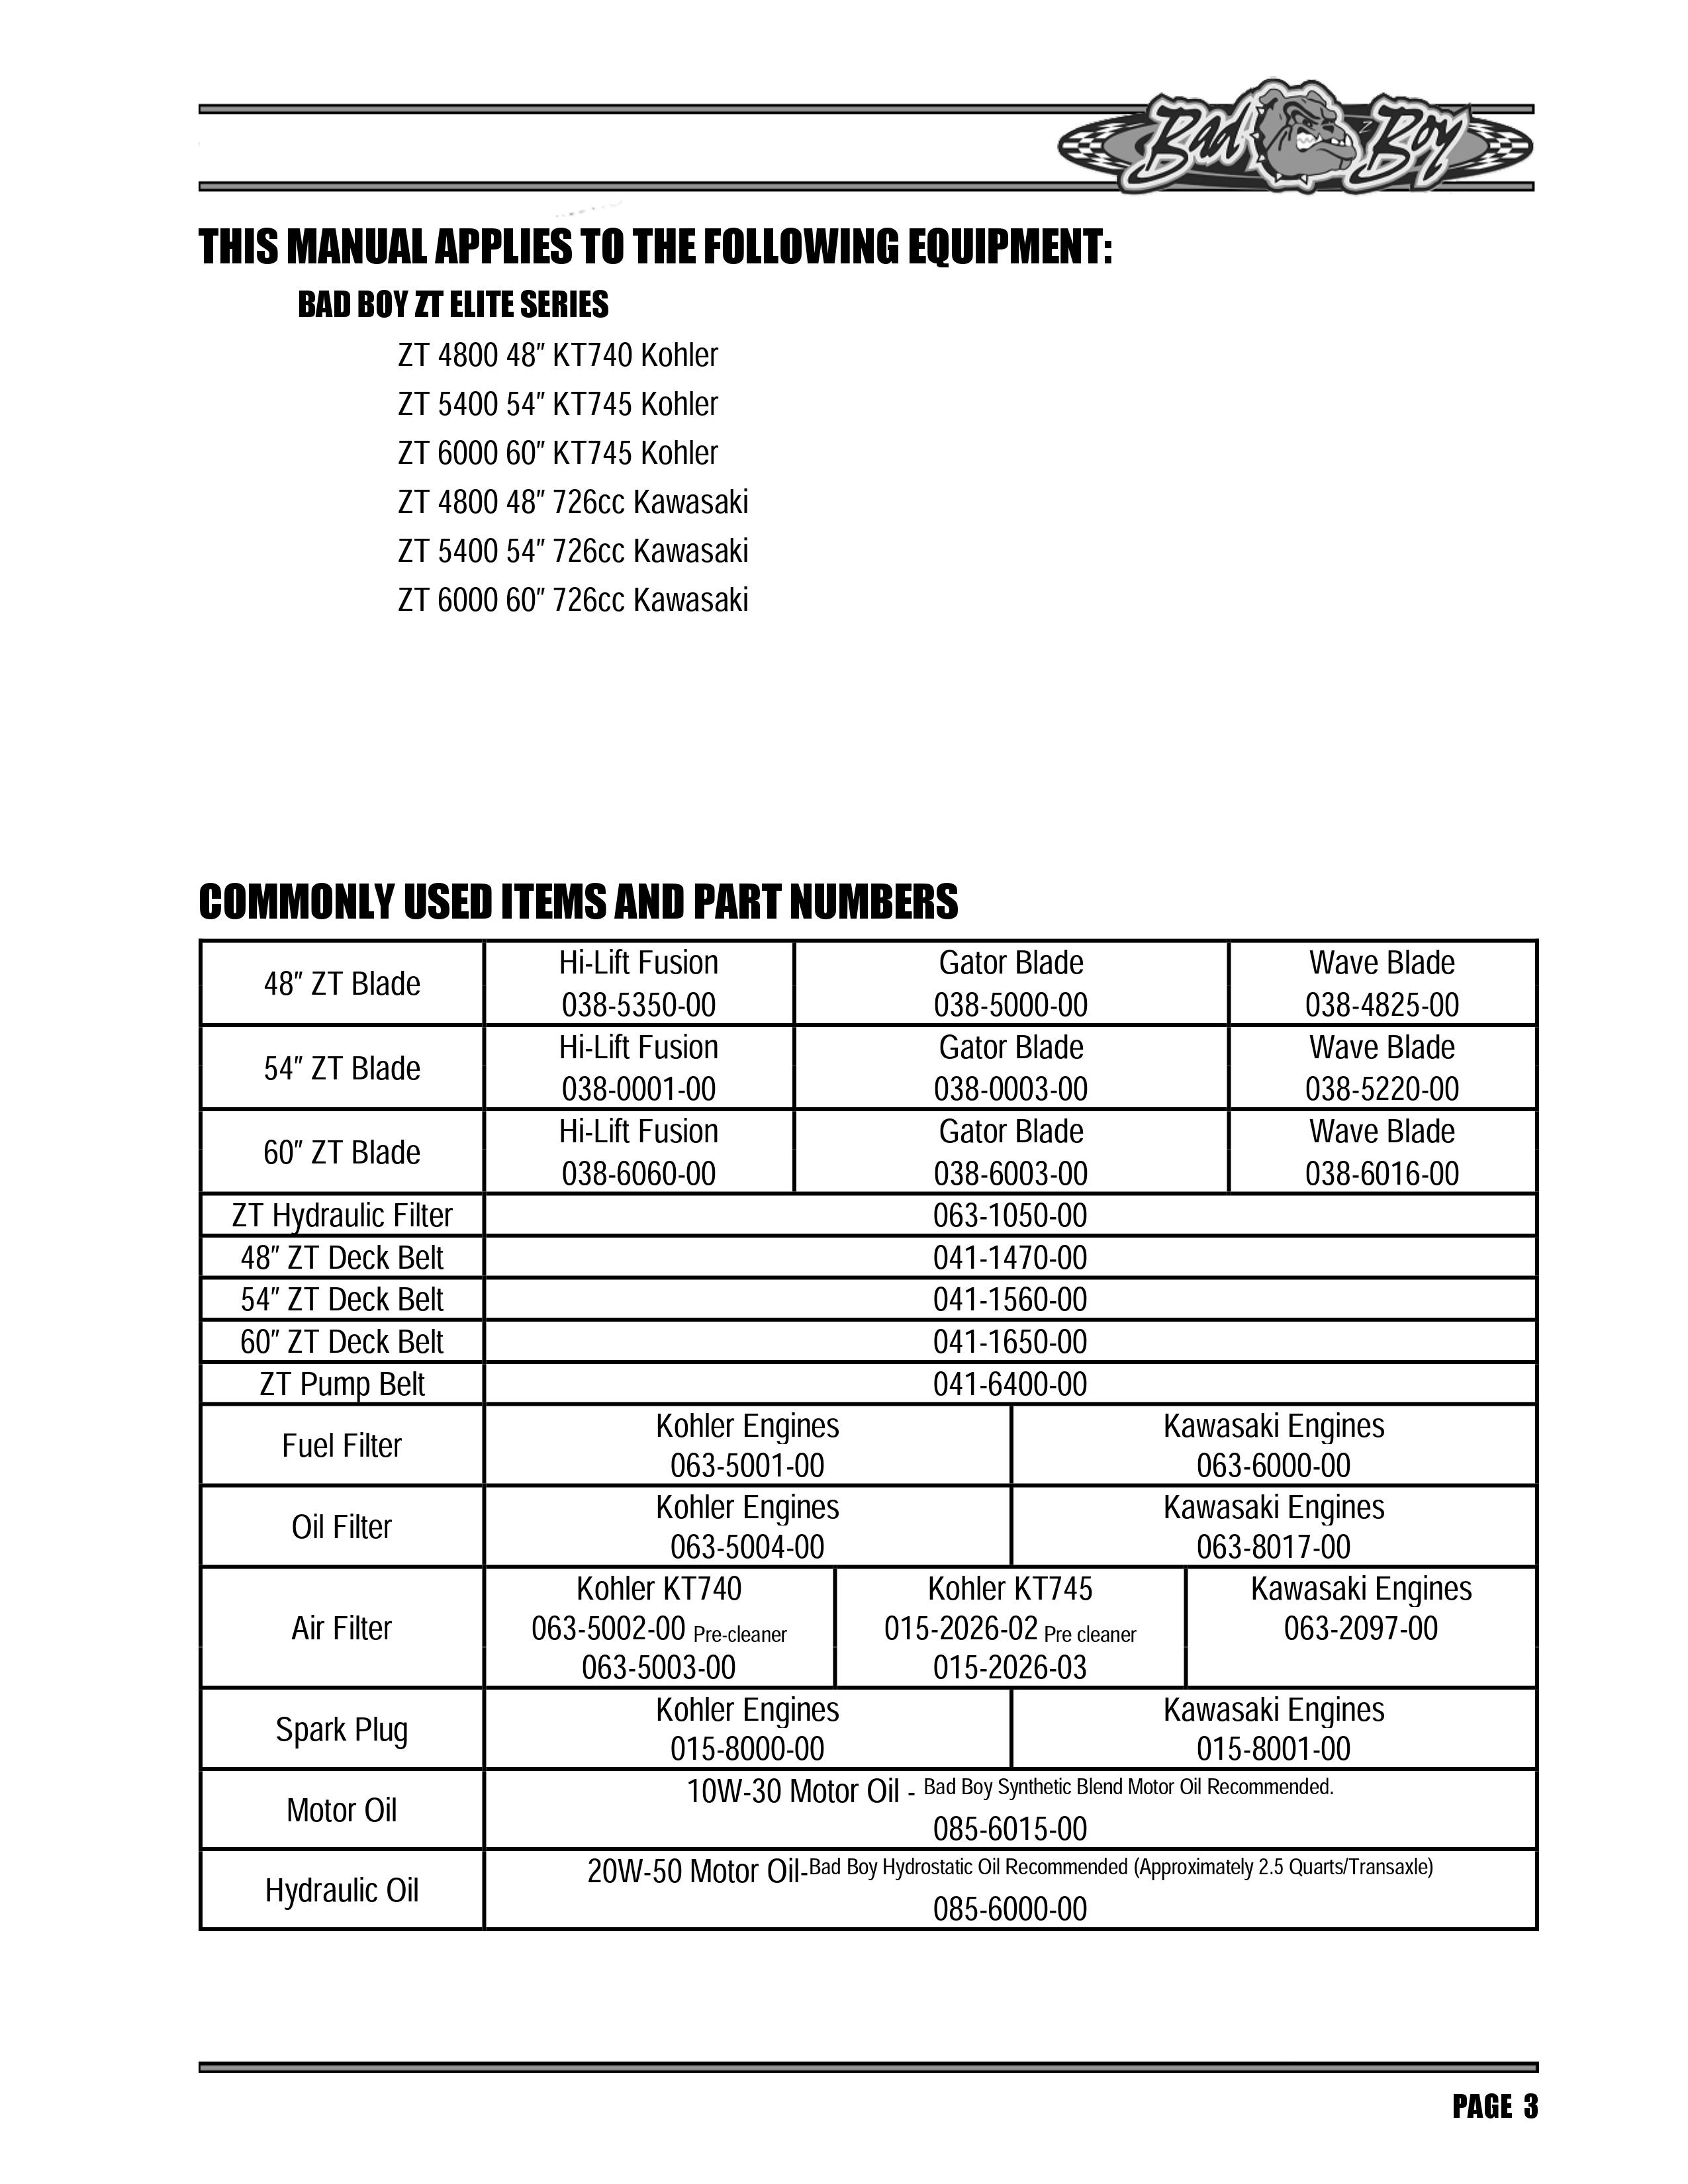 Bad Boy
THIS MANUAL APPLIES TO THE FOLLOWING EQUIPMENT:
BAD BOY ZT ELITE SERIES
ZT 4800 48" KT740 Kohler
ZT 5400 54" KT745 Kohler
ZT 6000 60" KT745 Kohler
ZT 4800 48" 726cc Kawasaki
ZT 5400 54" 726cc Kawasaki
ZT 6000 60" 726cc Kawasaki
COMMONLY USED ITEMS AND PART NUMBERS
48" ZT Blade
Hi-Lift Fusion
038-5350-00
Gator Blade
038-5000-00
Wave Blade
038-4825-00
54" ZT Blade
Hi-Lift Fusion
038-0001-00
Gator Blade
038-0003-00
Wave Blade
038-5220-00
60" ZT Blade
Hi-Lift Fusion
038-6060-00
Gator Blade
038-6003-00
Wave Blade
038-6016-00
ZT Hydraulic Filter 063-1050-00
48" ZT Deck Belt 041-1470-00
54" ZT Deck Belt 041-1560-00
60" ZT Deck Belt 041-1650-00
ZT Pump Belt 041-6400-00
Fuel Filter
Kohler Engines
063-5001-00
Kawasaki Engines
063-6000-00
Oil Filter
Kohler Engines
063-5004-00
Kawasaki Engines
063-8017-00
Air Filter
Kohler KT740
063-5002-00 Pre-cleaner
063-5003-00
Kohler KT745
015-2026-02 Pre cleaner
015-2026-03
Kawasaki Engines
063-2097-00
Spark Plug
Kohler Engines
015-8000-00
Kawasaki Engines
015-8001-00
Motor Oil
10W-30 Motor Oil - Bad Boy Synthetic Blend Motor Oil Recommended.
085-6015-00
Hydraulic Oil
20W-50 Motor Oil-Bad Boy Hydrostatic Oil Recommended (Approximately 2.5 Quarts/Transaxle)
085-6000-00
PAGE 3